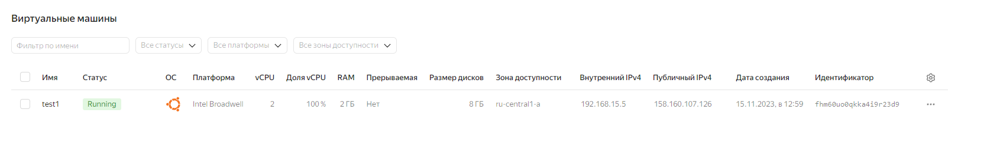 Виртуальные машины
Фильтр по имени Все статусы Все платформы Все зоны доступности
Имя Статус ОС Платформа vCPU Доля vCPU RAM Прерываемая Размер дисков Зона доступности Внутренний IPv4 Публичный IPv4 Дата создания Идентификатор
test1 Running Intel Broadwell 2 100 % 2 ГБ Нет 8 ГБ ru-central1-a 192.168.15.5 158.160.107.126 15.11.2023, в 12:59 fhm60uo0qkka4i9r23d9